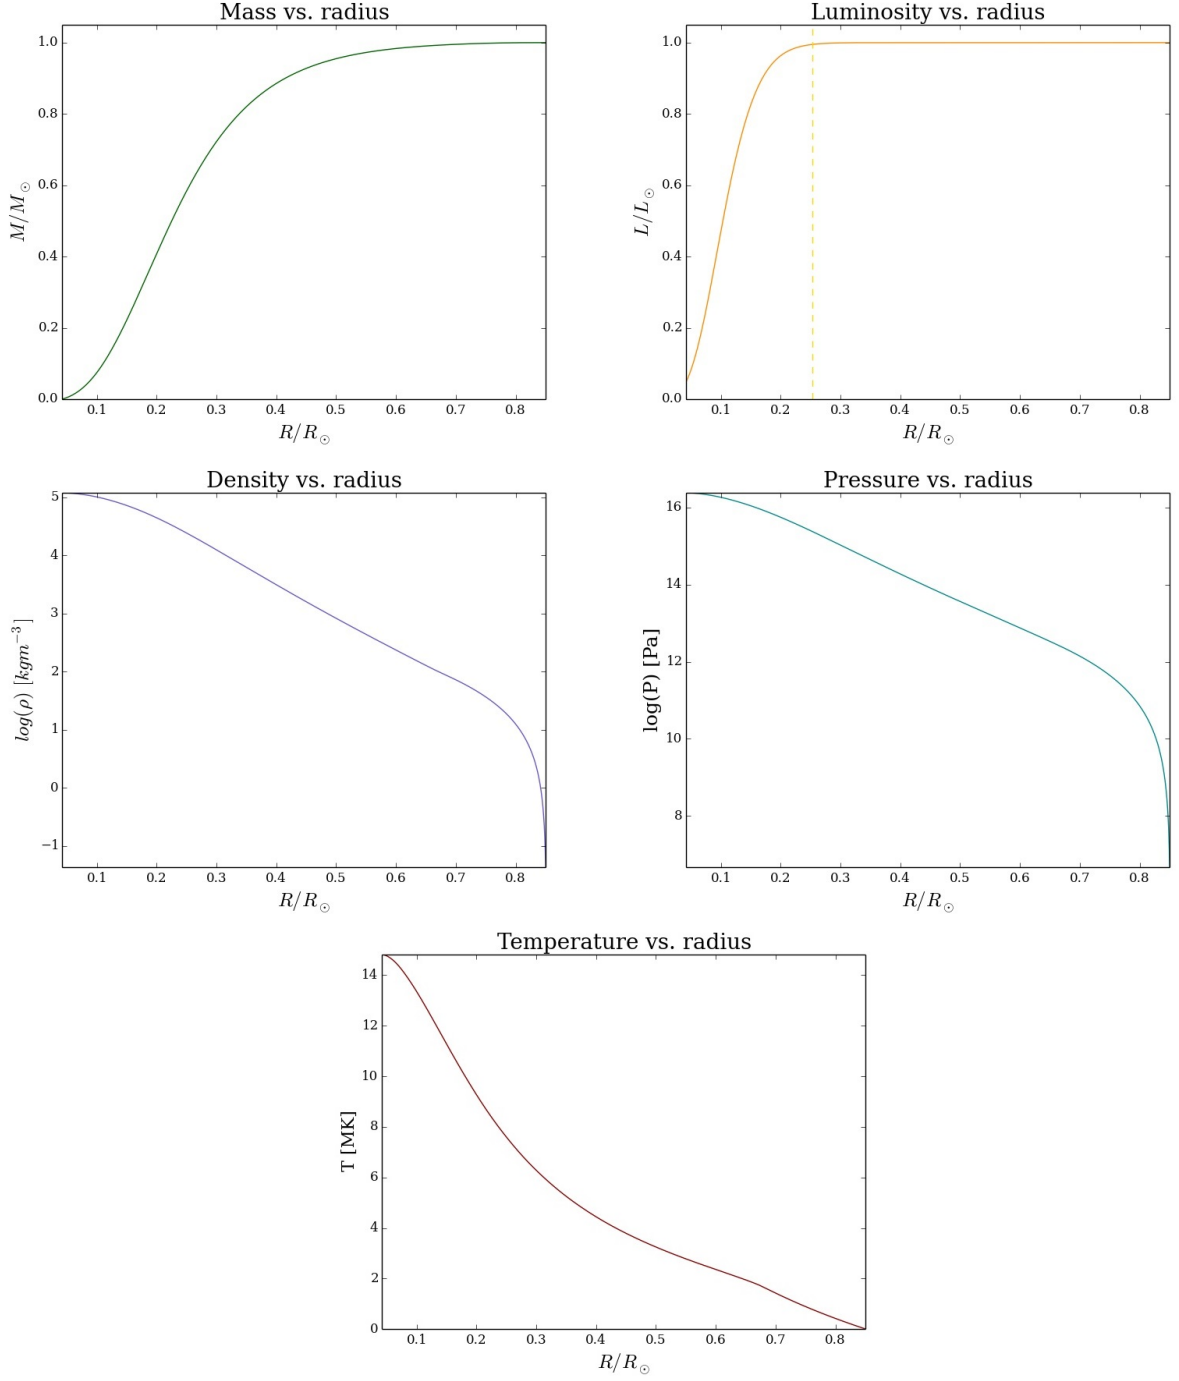 Mass vs. radius
1.0
0.8
0.6
0.4
0.2
0.0
M/M☉
0.1 0.2 0.3 0.4 0.5 0.6 0.7 0.8
R/R☉
Luminosity vs. radius
1.0
0.8
0.6
0.4
0.2
0.0
L/L☉
0.1 0.2 0.3 0.4 0.5 0.6 0.7 0.8
R/R☉
Density vs. radius
5
4
3
2
1
0
−1
log(ρ) [kgm⁻³]
0.1 0.2 0.3 0.4 0.5 0.6 0.7 0.8
R/R☉
Pressure vs. radius
16
14
12
10
8
log(P) [Pa]
0.1 0.2 0.3 0.4 0.5 0.6 0.7 0.8
R/R☉
Temperature vs. radius
14
12
10
8
6
4
2
0
T [MK]
0.1 0.2 0.3 0.4 0.5 0.6 0.7 0.8
R/R☉